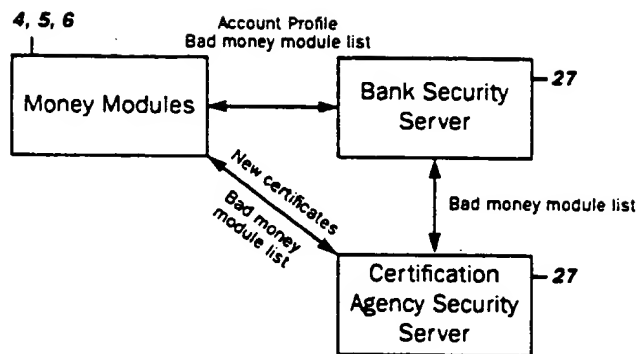 4, 5, 6
Account Profile
Bad money module list
Money Modules
Bank Security
Server
27
New certificates
Bad money
module list
Bad money module list
Certification
Agency Security
Server
27